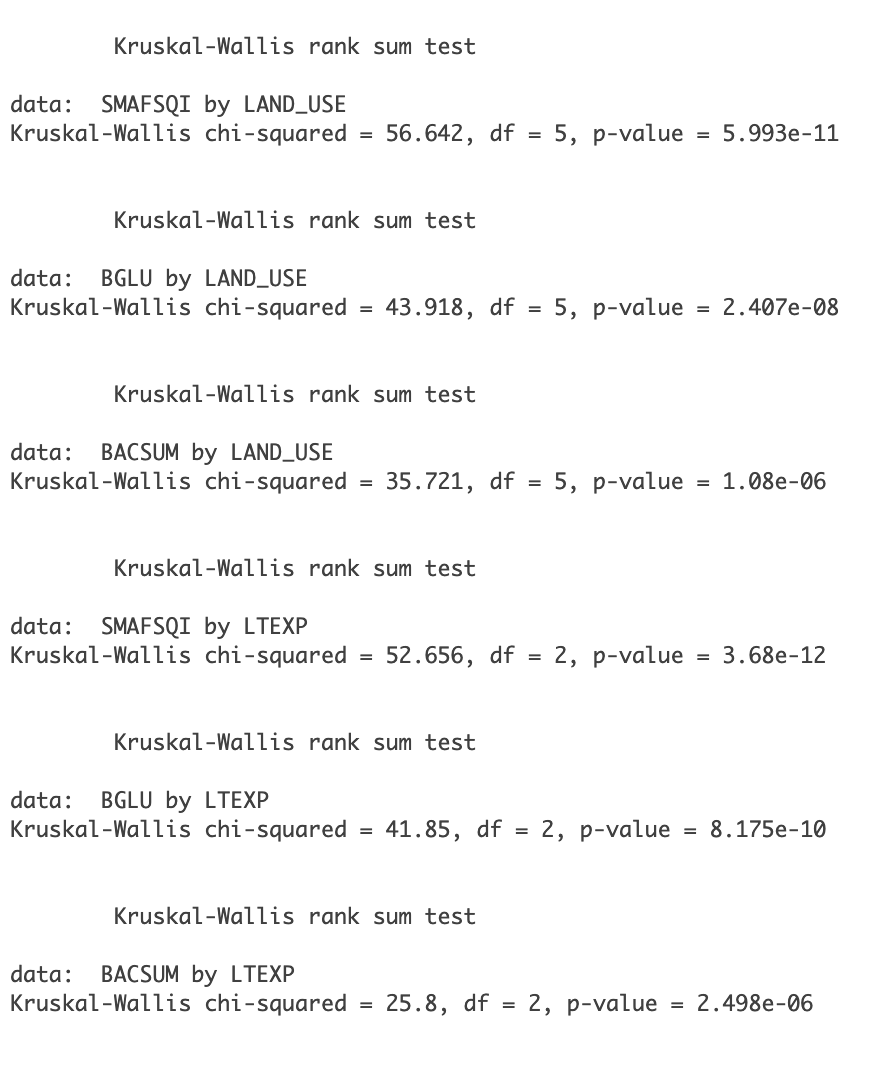 Kruskal-Wallis rank sum test
data:  SMAFSQI by LAND_USE
Kruskal-Wallis chi-squared = 56.642, df = 5, p-value = 5.993e-11
Kruskal-Wallis rank sum test
data:  BGLU by LAND_USE
Kruskal-Wallis chi-squared = 43.918, df = 5, p-value = 2.407e-08
Kruskal-Wallis rank sum test
data:  BACSUM by LAND_USE
Kruskal-Wallis chi-squared = 35.721, df = 5, p-value = 1.08e-06
Kruskal-Wallis rank sum test
data:  SMAFSQI by LTEXP
Kruskal-Wallis chi-squared = 52.656, df = 2, p-value = 3.68e-12
Kruskal-Wallis rank sum test
data:  BGLU by LTEXP
Kruskal-Wallis chi-squared = 41.85, df = 2, p-value = 8.175e-10
Kruskal-Wallis rank sum test
data:  BACSUM by LTEXP
Kruskal-Wallis chi-squared = 25.8, df = 2, p-value = 2.498e-06